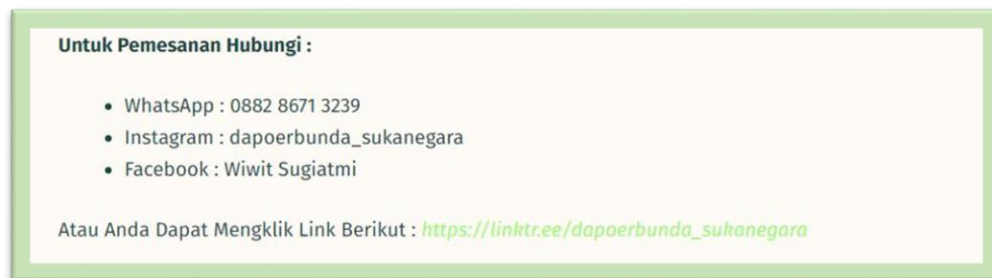 Untuk Pemesanan Hubungi :
• WhatsApp : 0882 8671 3239
• Instagram : dapoerbunda_sukanegara
• Facebook : Wiwit Sugiatmi
Atau Anda Dapat Mengklik Link Berikut : https://linktr.ee/dapoerbunda_sukanegara